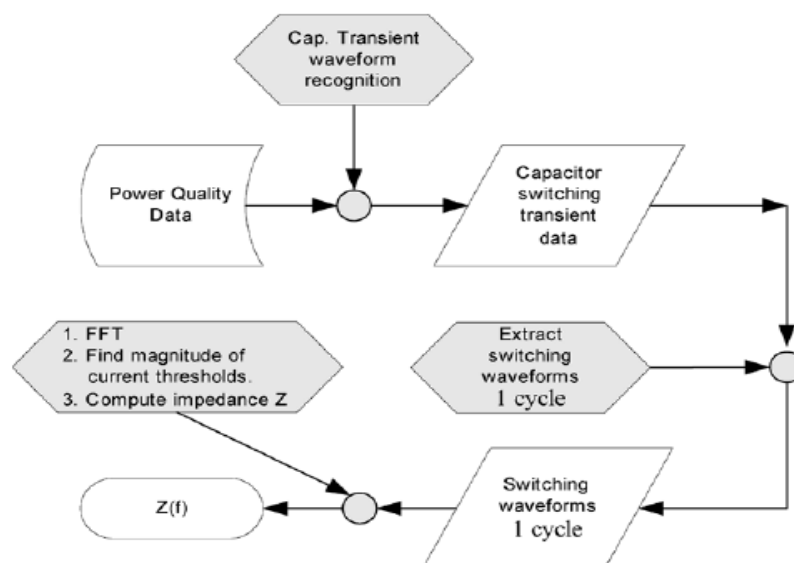 Cap. Transient
waveform
recognition
Power Quality
Data
Capacitor
switching
transient
data
1. FFT
2. Find magnitude of
current thresholds.
3. Compute impedance Z
Extract
switching
waveforms
1 cycle
Switching
waveforms
1 cycle
Z(f)